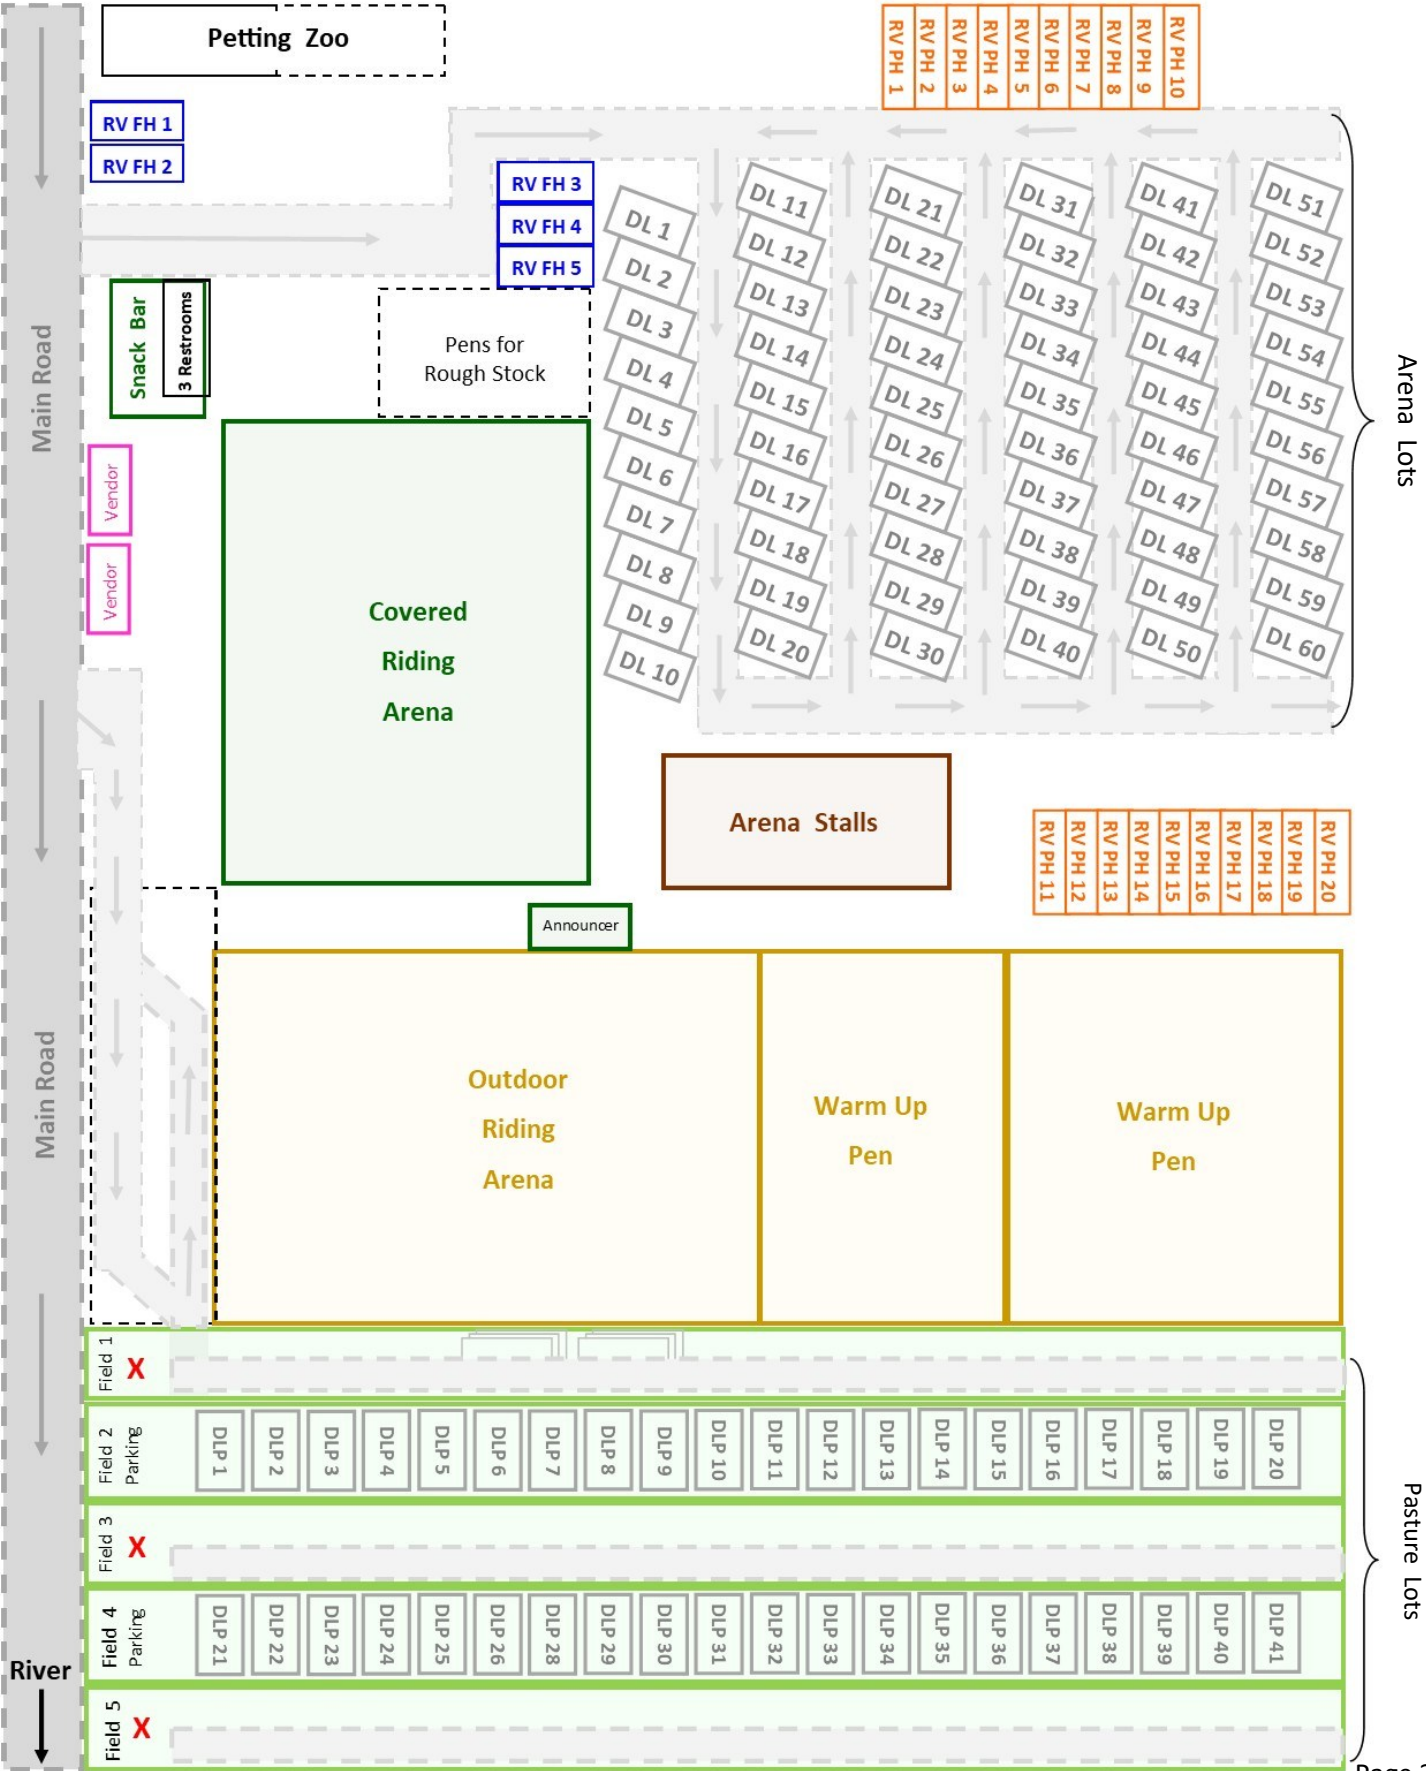 Petting Zoo
RV PH 1
RV PH 2
RV PH 3
RV PH 4
RV PH 5
RV PH 6
RV PH 7
RV PH 8
RV PH 9
RV PH 10
RV FH 1
RV FH 2
RV FH 3
RV FH 4
RV FH 5
Snack Bar
3 Restrooms
Pens for
Rough Stock
Main Road
Vendor
Vendor
DL 1
DL 2
DL 3
DL 4
DL 5
DL 6
DL 7
DL 8
DL 9
DL 10
DL 11
DL 12
DL 13
DL 14
DL 15
DL 16
DL 17
DL 18
DL 19
DL 20
DL 21
DL 22
DL 23
DL 24
DL 25
DL 26
DL 27
DL 28
DL 29
DL 30
DL 31
DL 32
DL 33
DL 34
DL 35
DL 36
DL 37
DL 38
DL 39
DL 40
DL 41
DL 42
DL 43
DL 44
DL 45
DL 46
DL 47
DL 48
DL 49
DL 50
DL 51
DL 52
DL 53
DL 54
DL 55
DL 56
DL 57
DL 58
DL 59
DL 60
Arena Lots
Covered
Riding
Arena
Arena Stalls
RV PH 11
RV PH 12
RV PH 13
RV PH 14
RV PH 15
RV PH 16
RV PH 17
RV PH 18
RV PH 19
RV PH 20
Announcer
Main Road
Outdoor
Riding
Arena
Warm Up
Pen
Warm Up
Pen
Field 1
X
Field 2
Parking
DLP 1
DLP 2
DLP 3
DLP 4
DLP 5
DLP 6
DLP 7
DLP 8
DLP 9
DLP 10
DLP 11
DLP 12
DLP 13
DLP 14
DLP 15
DLP 16
DLP 17
DLP 18
DLP 19
DLP 20
Field 3
X
Pasture Lots
Field 4
Parking
DLP 21
DLP 22
DLP 23
DLP 24
DLP 25
DLP 26
DLP 28
DLP 29
DLP 30
DLP 31
DLP 32
DLP 33
DLP 34
DLP 35
DLP 36
DLP 37
DLP 38
DLP 39
DLP 40
DLP 41
River
Field 5
X
Page